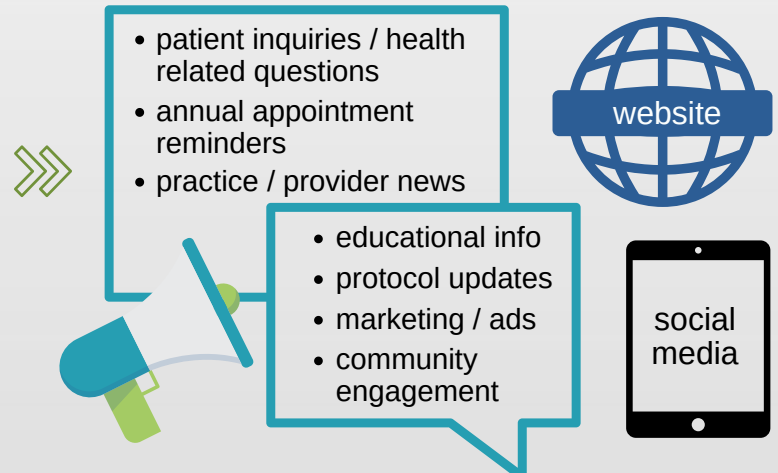 • patient inquiries / health
related questions
• annual appointment
reminders
• practice / provider news
• educational info
• protocol updates
• marketing / ads
• community
engagement
website
social
media